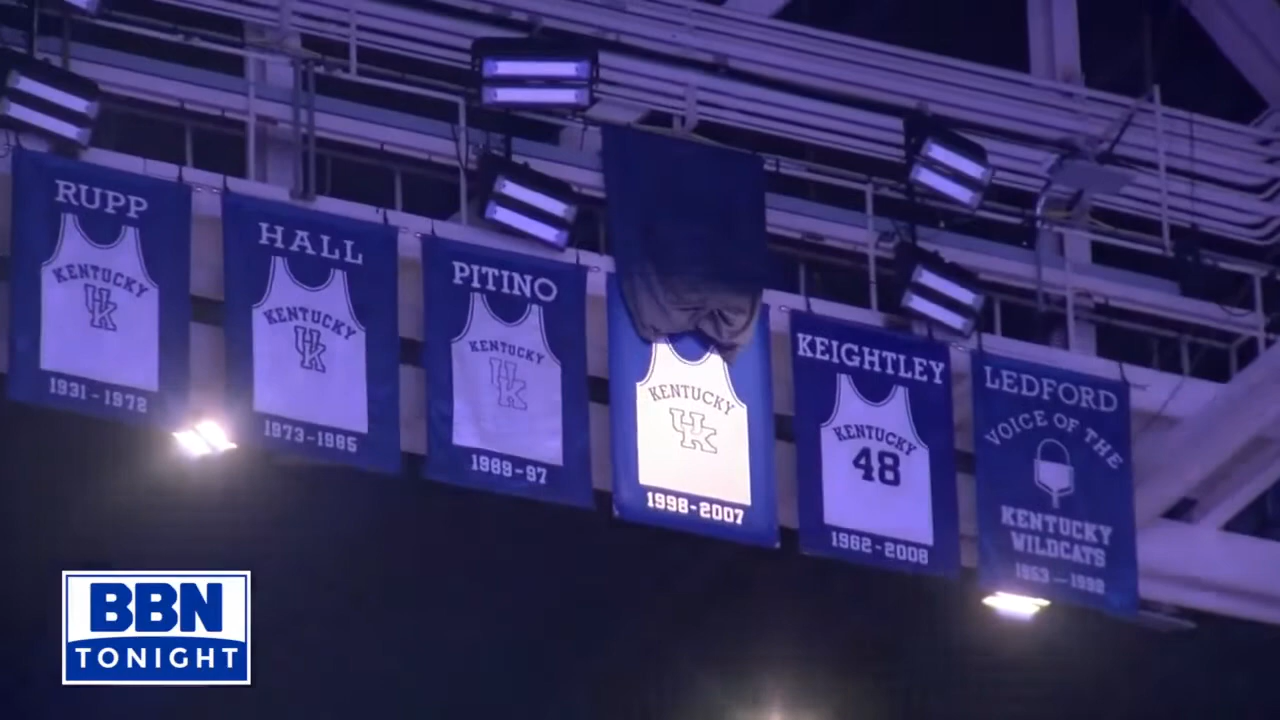 RUPP
KENTUCKY
UK
1931-1972
HALL
KENTUCKY
UK
1973-1985
PITINO
KENTUCKY
UK
1989-97
KENTUCKY
UK
1998-2007
KEIGHTLEY
KENTUCKY
48
1962-2008
LEDFORD
VOICE OF THE
KENTUCKY
WILDCATS
1953-1992
BBN
TONIGHT